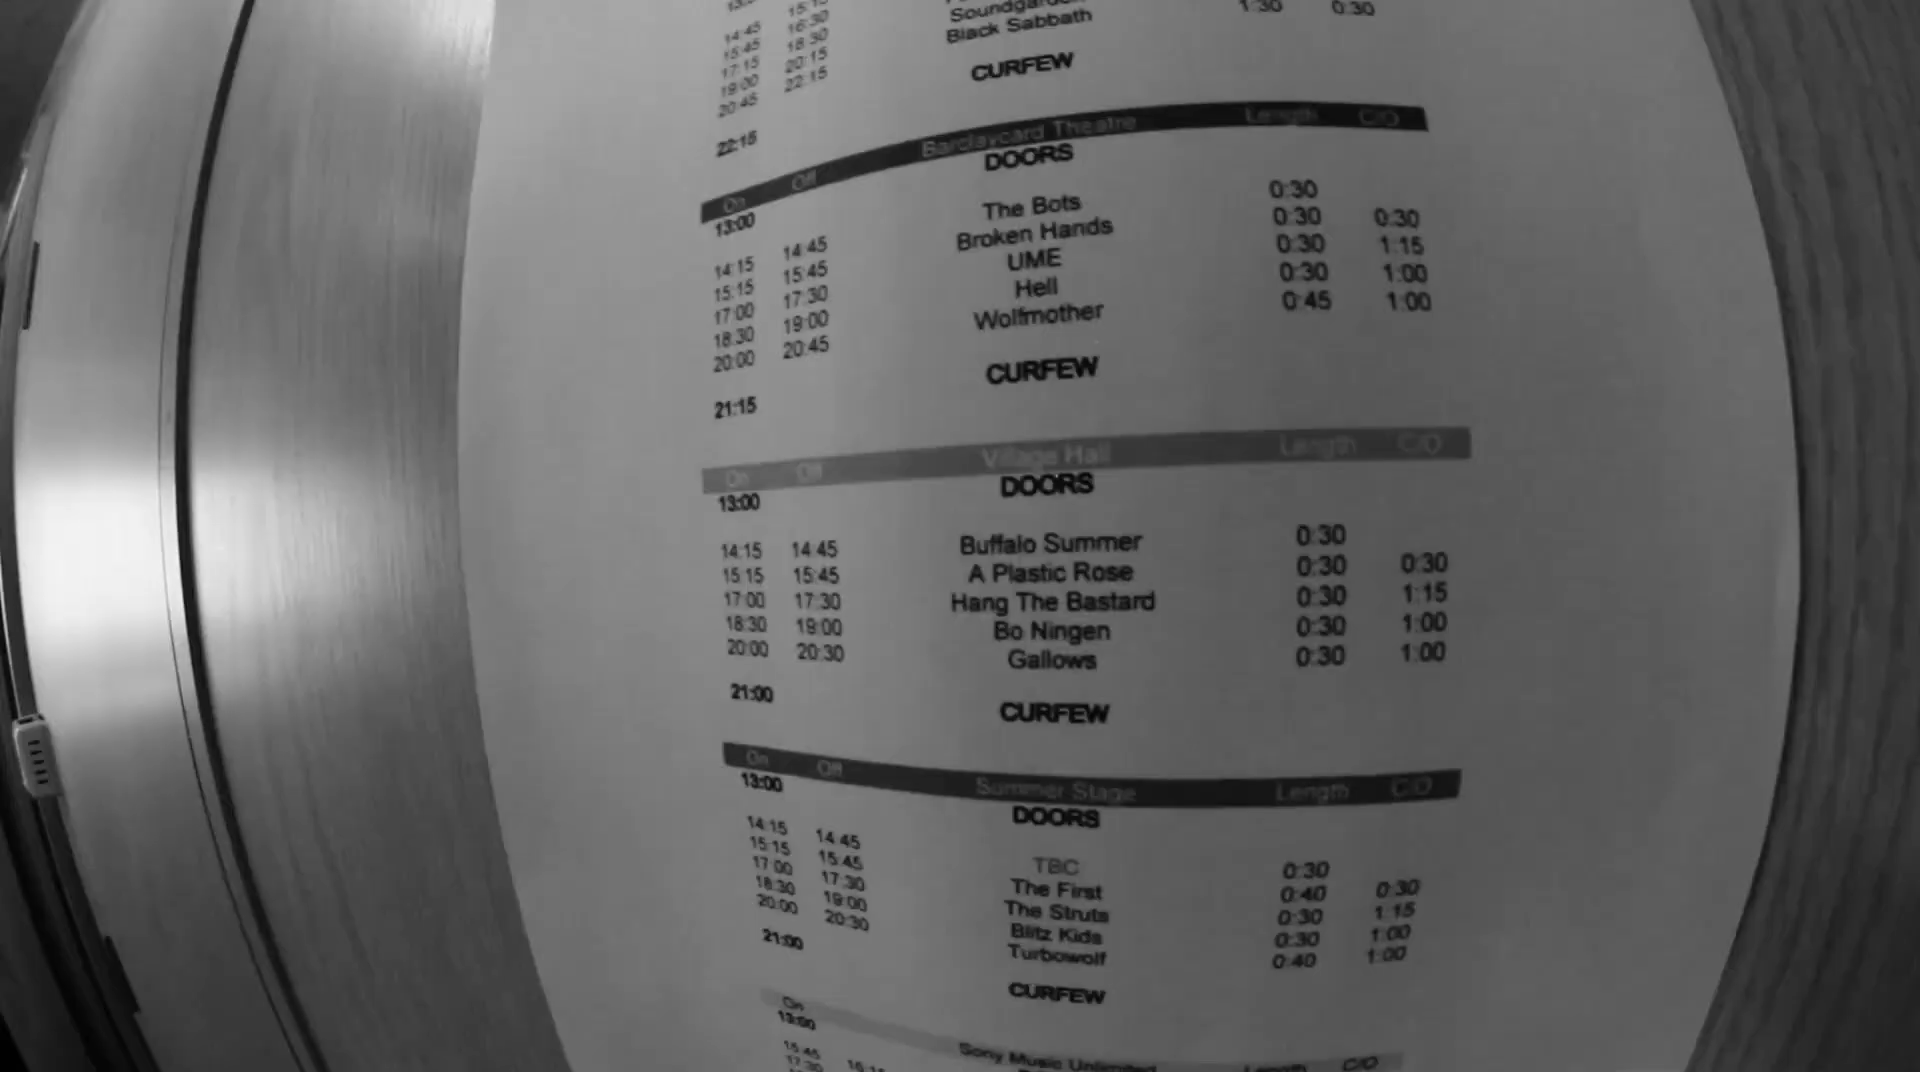 15:15
14:45 16:30 Soundgarden 1:30 0:30
15:45 18:30 Black Sabbath
17:15 20:15
19:00 22:15 CURFEW
20:45
22:15
On Off Barclaycard Theatre Length C/O
13:00 DOORS
14:15 14:45 The Bots 0:30
15:15 15:45 Broken Hands 0:30 0:30
17:00 17:30 UME 0:30 1:15
18:30 19:00 Hell 0:30 1:00
20:00 20:45 Wolfmother 0:45 1:00
21:15 CURFEW
On Off Village Hall Length C/O
13:00 DOORS
14:15 14:45 Buffalo Summer 0:30
15:15 15:45 A Plastic Rose 0:30 0:30
17:00 17:30 Hang The Bastard 0:30 1:15
18:30 19:00 Bo Ningen 0:30 1:00
20:00 20:30 Gallows 0:30 1:00
21:00 CURFEW
On Off Summer Stage Length C/O
13:00 DOORS
14:15 14:45 TBC 0:30
15:15 15:45 The First 0:40 0:30
17:00 17:30 The Struts 0:30 1:15
18:30 19:00 Blitz Kids 0:30 1:00
20:00 20:30 Turbowolf 0:40 1:00
21:00 CURFEW
On Sony Music Unlimited Length C/O
13:00
15:45
17:30